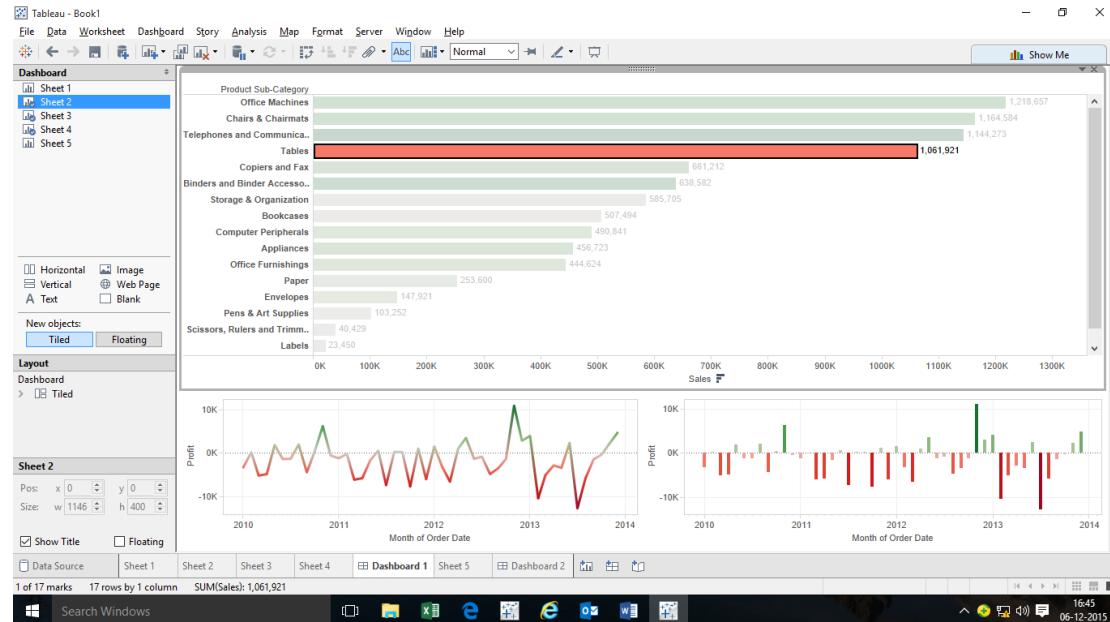 Tableau - Book1
File Data Worksheet Dashboard Story Analysis Map Format Server Window Help
Abc Normal Show Me
Dashboard
Sheet 1
Sheet 2
Sheet 3
Sheet 4
Sheet 5
Horizontal Image
Vertical Web Page
A Text Blank
New objects:
Tiled Floating
Layout
Dashboard
Tiled
Sheet 2
Pos: x 0 y 0
Size: w 1146 h 400
Show Title Floating
Product Sub-Category
Office Machines 1,218,657
Chairs & Chairmats 1,164,584
Telephones and Communica.. 1,144,273
Tables 1,061,921
Copiers and Fax 661,212
Binders and Binder Accesso.. 638,582
Storage & Organization 585,705
Bookcases 507,494
Computer Peripherals 490,841
Appliances 456,723
Office Furnishings 444,624
Paper 253,600
Envelopes 147,921
Pens & Art Supplies 103,252
Scissors, Rulers and Trimm.. 40,429
Labels 23,450
0K 100K 200K 300K 400K 500K 600K 700K 800K 900K 1000K 1100K 1200K 1300K
Sales
10K
0K
-10K
Profit
2010 2011 2012 2013 2014
Month of Order Date
10K
0K
-10K
Profit
2010 2011 2012 2013 2014
Month of Order Date
Data Source Sheet 1 Sheet 2 Sheet 3 Sheet 4 Dashboard 1 Sheet 5 Dashboard 2
1 of 17 marks 17 rows by 1 column SUM(Sales): 1,061,921
Search Windows
16:45
06-12-2015